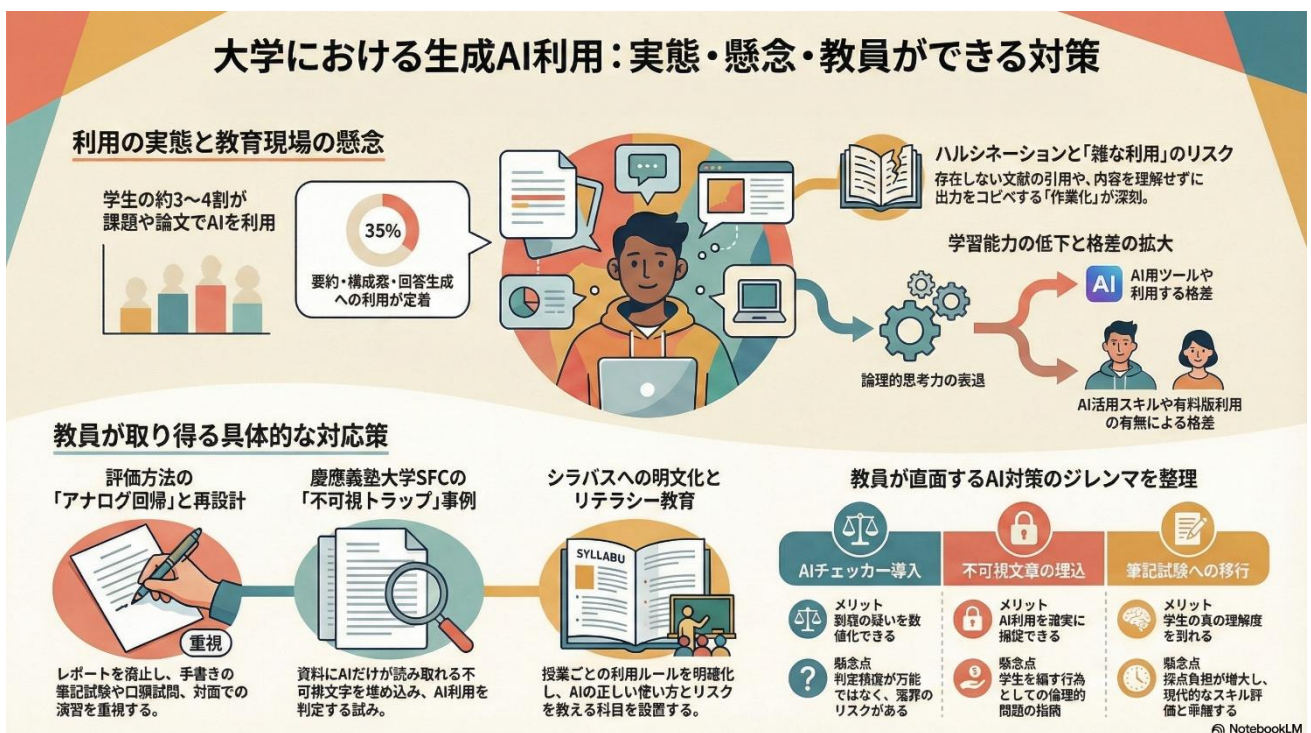 大学における生成AI利用：実態・懸念・教員ができる対策
利用の実態と教育現場の懸念
学生の約3〜4割が
課題や論文でAIを利用
35%
要約・構成案・回答生成
への利用が定着
ハルシネーションと「雑な利用」のリスク
存在しない文献の引用や、内容を理解せずに
出力をコピペする「作業化」が深刻。
学習能力の低下と格差の拡大
AI
AI用ツールや
利用する格差
論理的思考力の表退
AI活用スキルや有料版利用
の有無による格差
教員が取り得る具体的な対応策
評価方法の
「アナログ回帰」と再設計
重視
レポートを廃止し、手書きの
筆記試験や口頭試問、対面での
演習を重視する。
慶應義塾大学SFCの
「不可視トラップ」事例
資料にAIだけが読み取れる不
可視文字を埋め込み、AI利用を
判定する試み。
シラバスへの明文化と
リテラシー教育
SYLLABU
授業ごとの利用ルールを明確化
し、AIの正しい使い方とリスク
を教える科目を設置する。
教員が直面するAI対策のジレンマを整理
AIチェッカー導入
メリット
の疑いを数
値化できる
?
懸念点
判定精度が万能
ではなく、罪の
リスクがある
不可視文章の埋込
メリット
AI利用を確実に
できる
懸念点
学生を騙す行為
としての倫理的
問題の指
筆記試験への移行
メリット
学生の真の理解度
を到れる
懸念点
採点負担が増大し、
現代的なスキル評
価と乖離する
NotebookLM